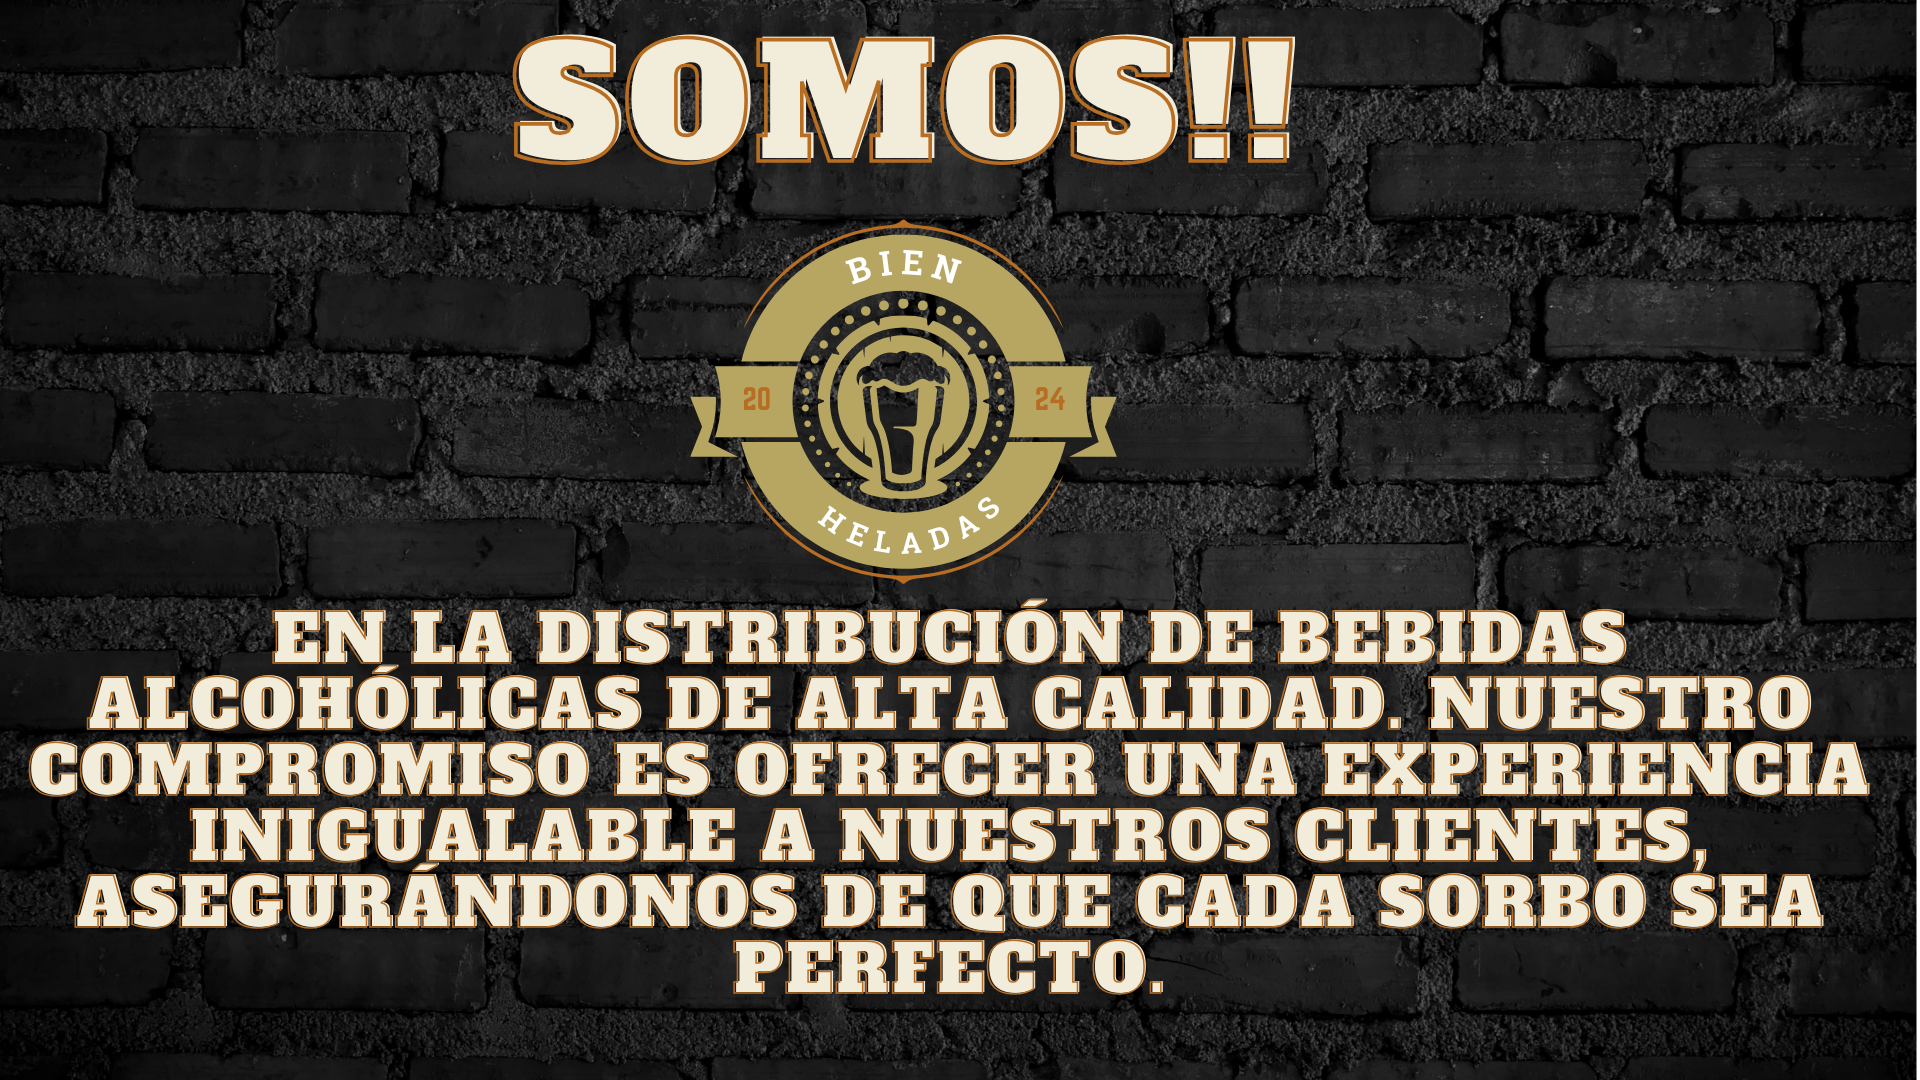 SOMOS!!
BIEN
20 24
HELADAS
EN LA DISTRIBUCIÓN DE BEBIDAS
ALCOHÓLICAS DE ALTA CALIDAD. NUESTRO
COMPROMISO ES OFRECER UNA EXPERIENCIA
INIGUALABLE A NUESTROS CLIENTES,
ASEGURÁNDONOS DE QUE CADA SORBO SEA
PERFECTO.